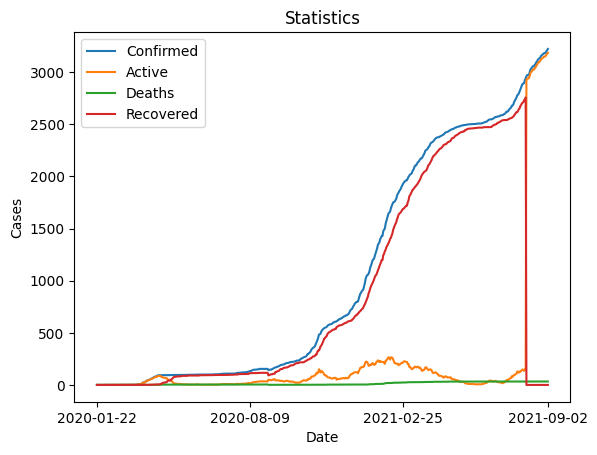 Statistics
Confirmed
Active
Deaths
Recovered
3000
2500
2000
1500
1000
500
0
Cases
2020-01-22
2020-08-09
2021-02-25
2021-09-02
Date